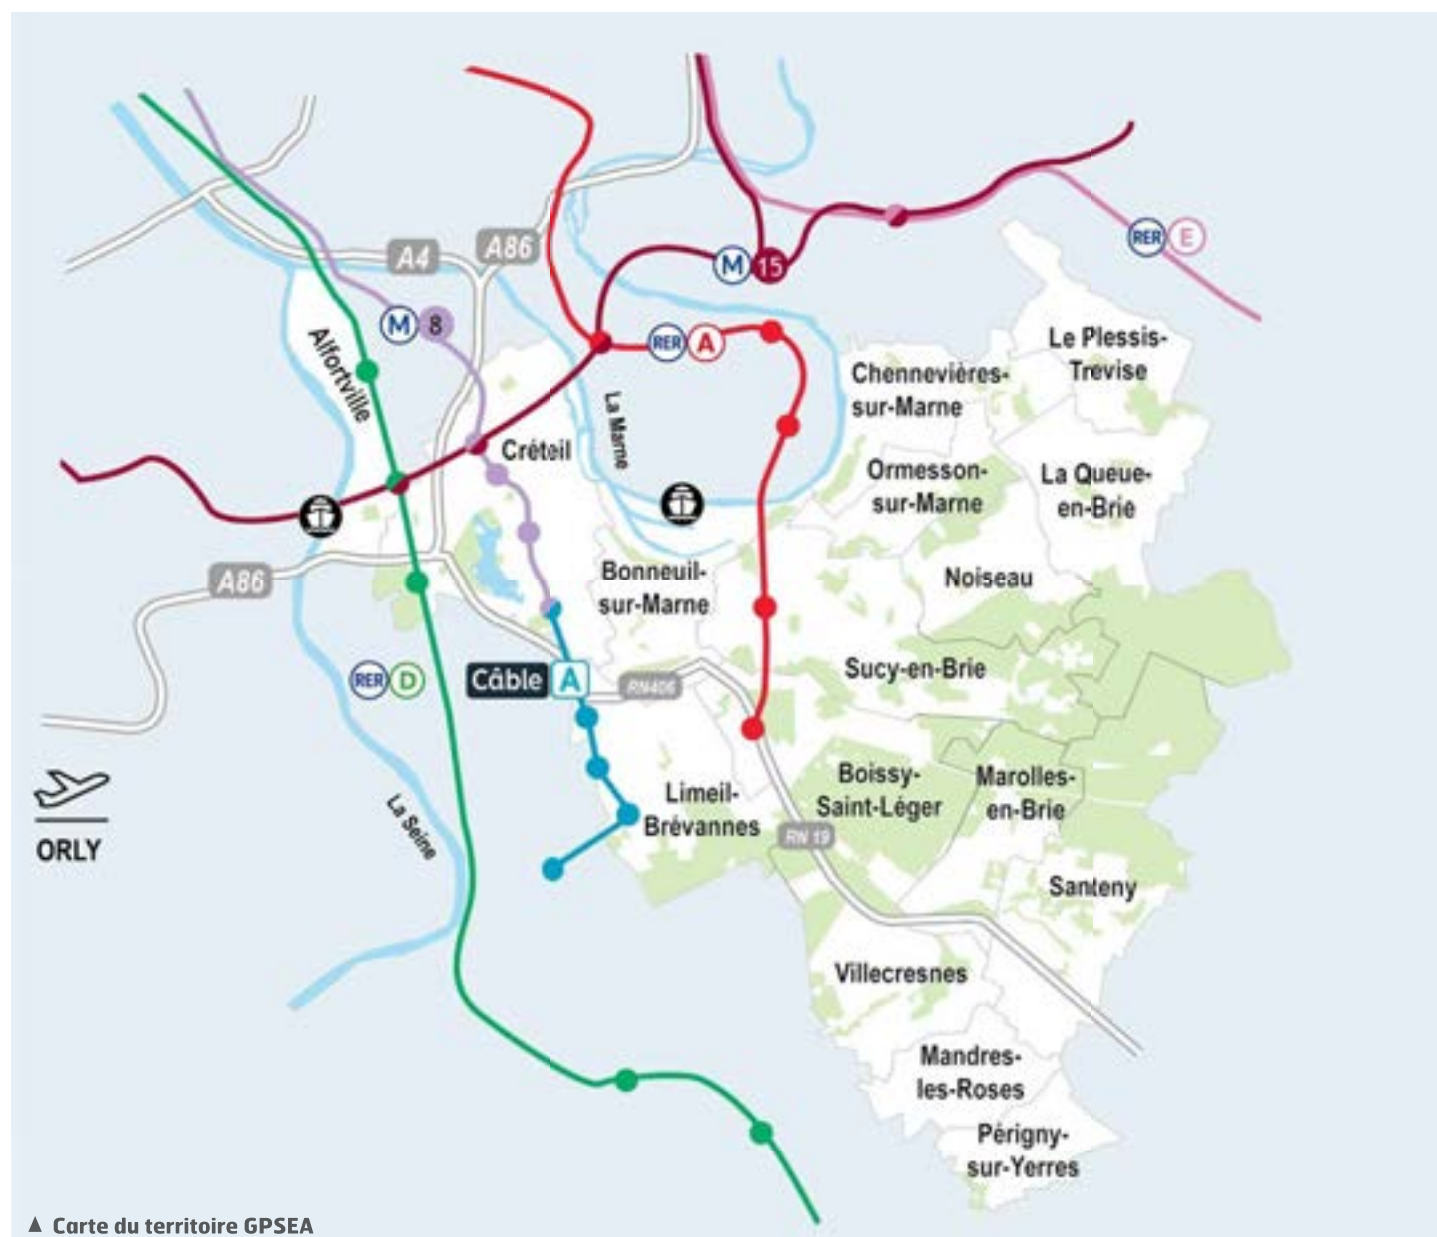 A4
A86
M
15
RER
E
M
8
RER
A
Alfortville
Le Plessis-
Trevise
Chennevières-
sur-Marne
La Marne
Créteil
Ormesson-
sur-Marne
La Queue-
en-Brie
A86
Bonneuil-
sur-Marne
Noiseau
RER
D
Câble
A
RN406
Sucy-en-Brie
ORLY
La Seine
Limeil-
Brévannes
Boissy-
Saint-Léger
Marolles-
en-Brie
RN 19
Santeny
Villecresnes
Mandres-
les-Roses
Périgny-
sur-Yerres
▲ Carte du territoire GPSEA